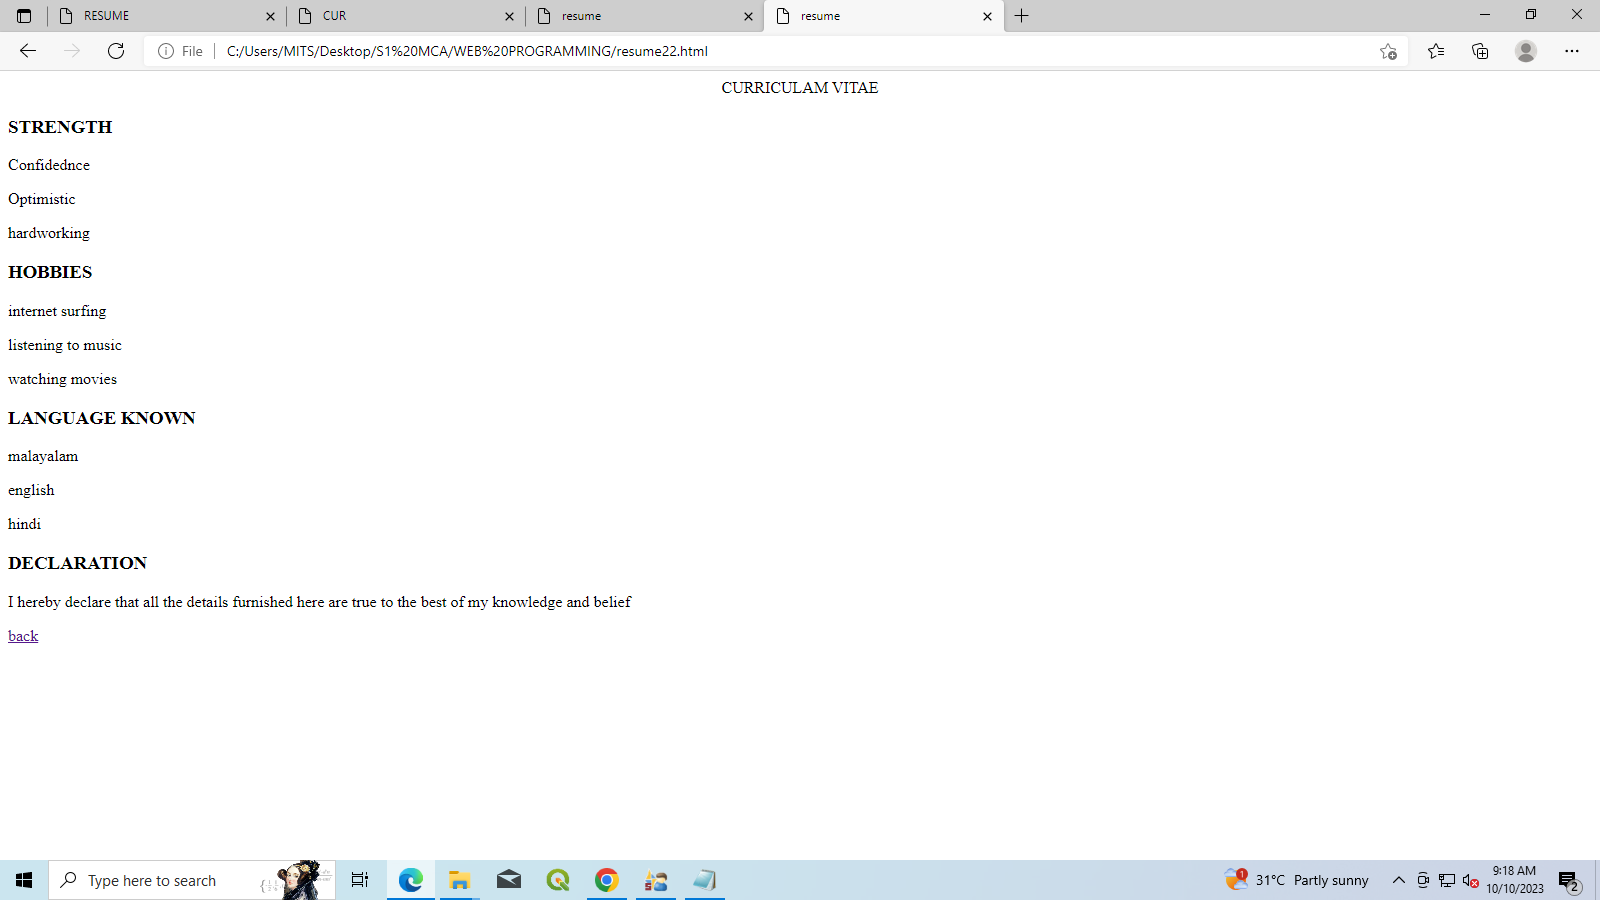 RESUME
CUR
resume
resume
File
C:/Users/MITS/Desktop/S1%20MCA/WEB%20PROGRAMMING/resume22.html
CURRICULAM VITAE
STRENGTH
Confidednce
Optimistic
hardworking
HOBBIES
internet surfing
listening to music
watching movies
LANGUAGE KNOWN
malayalam
english
hindi
DECLARATION
I hereby declare that all the details furnished here are true to the best of my knowledge and belief
back
Type here to search
1
31°C Partly sunny
9:18 AM
10/10/2023
2